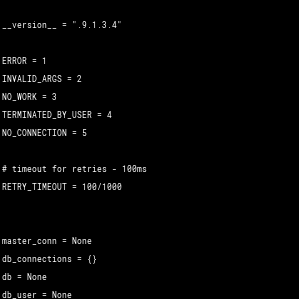 __version__ = ".9.1.3.4"
ERROR = 1
INVALID_ARGS = 2
NO_WORK = 3
TERMINATED_BY_USER = 4
NO_CONNECTION = 5
# timeout for retries - 100ms
RETRY_TIMEOUT = 100/1000
master_conn = None
db_connections = {}
db = None
db_user = None